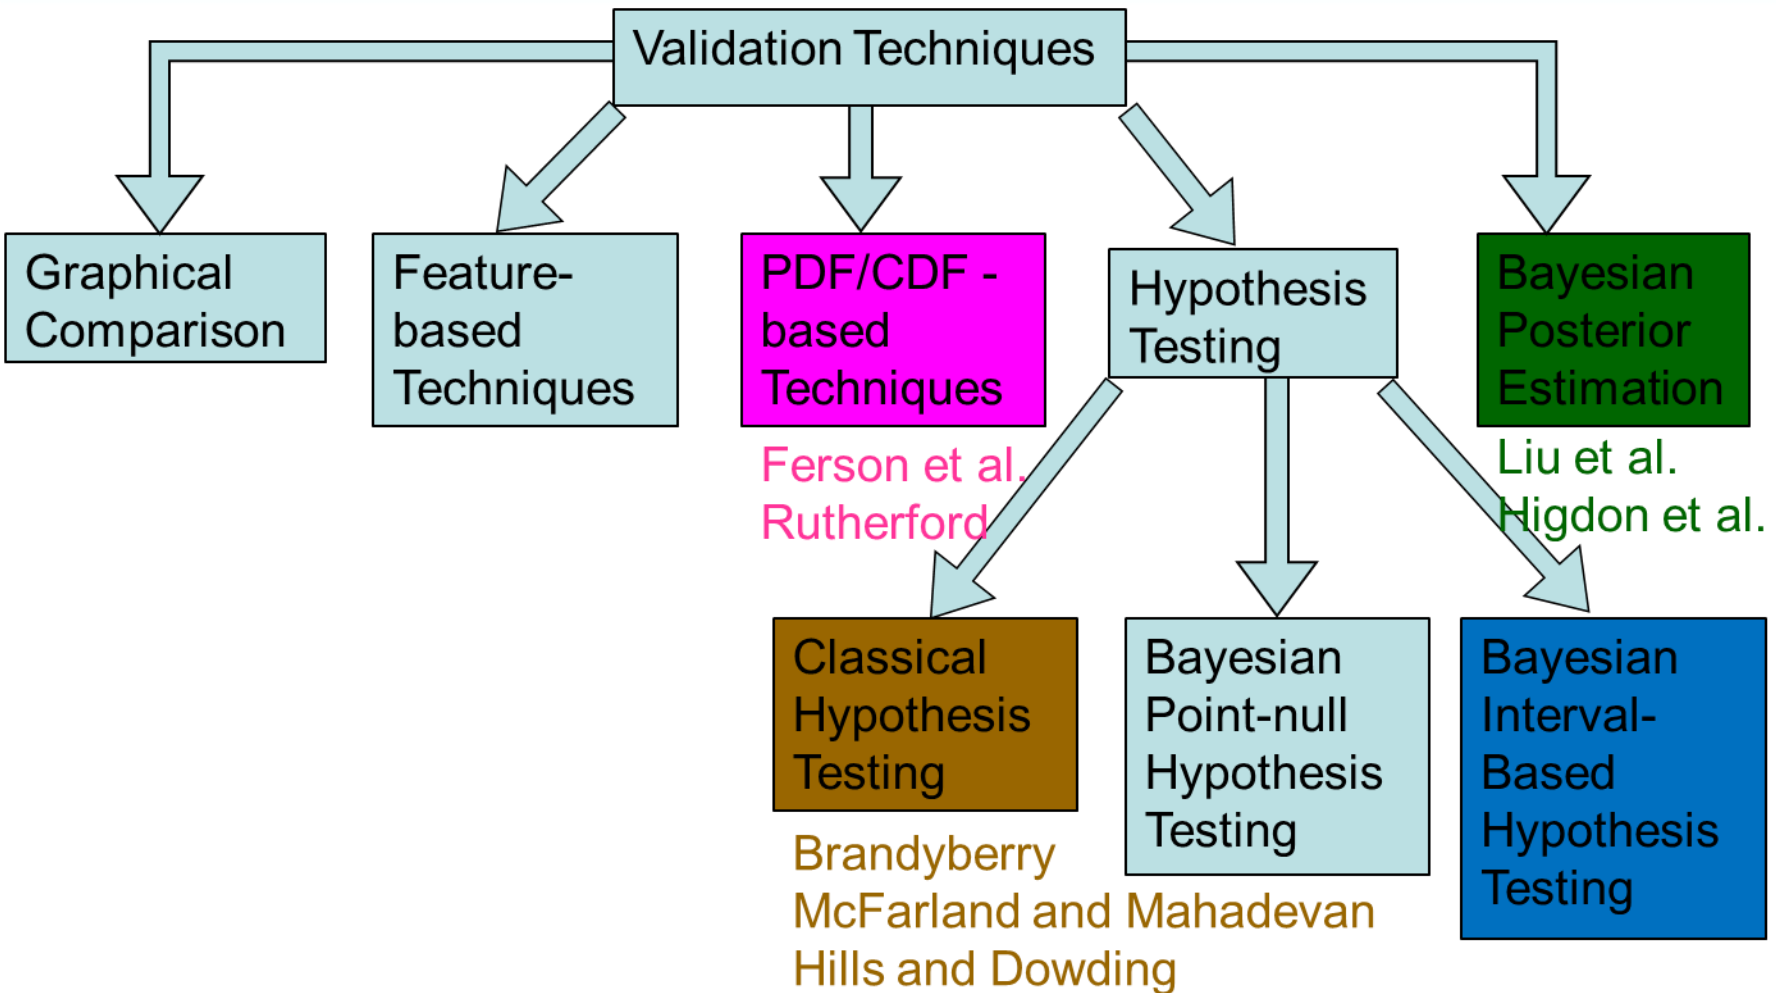 Validation Techniques
Graphical
Comparison
Feature-
based
Techniques
PDF/CDF -
based
Techniques
Ferson et al.
Rutherford
Hypothesis
Testing
Bayesian
Posterior
Estimation
Liu et al.
Higdon et al.
Classical
Hypothesis
Testing
Brandyberry
McFarland and Mahadevan
Hills and Dowding
Bayesian
Point-null
Hypothesis
Testing
Bayesian
Interval-
Based
Hypothesis
Testing